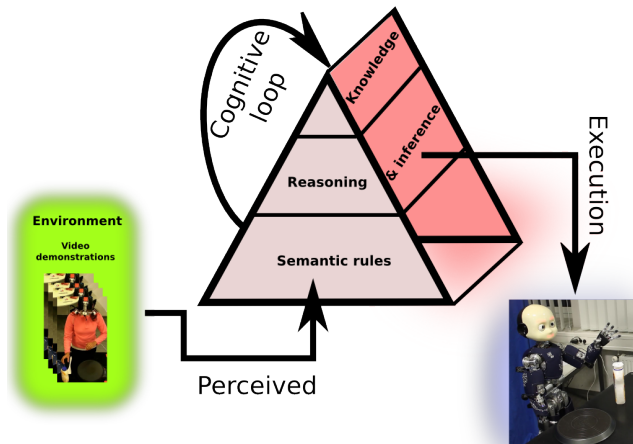 Cognitive
loop
Knowledge
& inference
Execution
Reasoning
Environment
Video
demonstrations
Semantic rules
Perceived